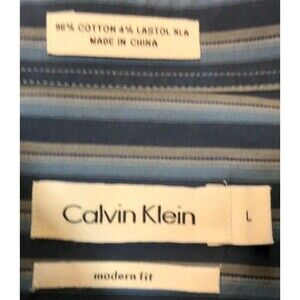 96% COTTON 4% LASTOL XLA
MADE IN CHINA
Calvin Klein
L
modern fit